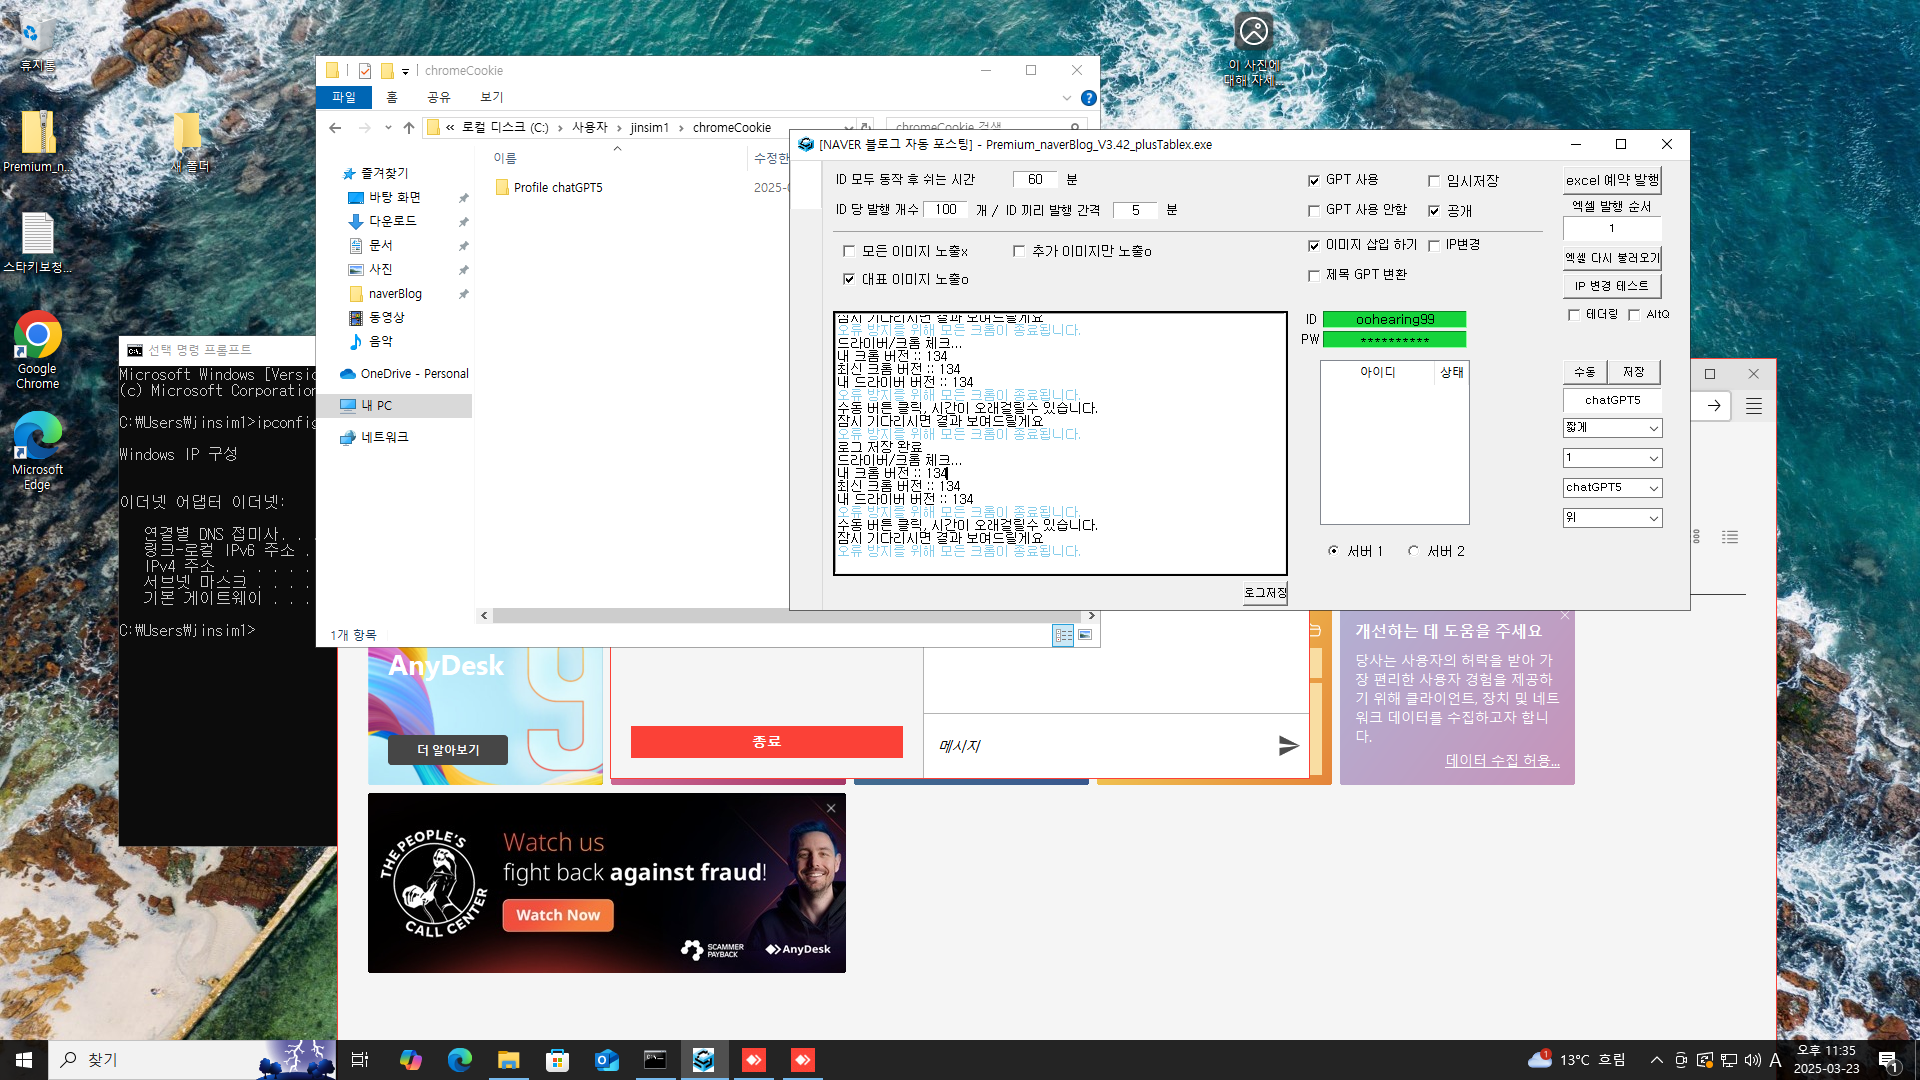 휴지통
Premium_n...
새 폴더
스타키보청...
Google
Chrome
Microsoft
Edge
이 사진에
대해 자세...
선택 명령 프롬프트
Microsoft Windows [Versio
(c) Microsoft Corporation
C:₩Users₩jinsim1>ipconfig
Windows IP 구성
이더넷 어댑터 이더넷:
연결별 DNS 접미사. . .
링크-로컬 IPv6 주소 .
IPv4 주소 . . . . . .
서브넷 마스크 . . . .
기본 게이트웨이 . . .
C:₩Users₩jinsim1>
chromeCookie
파일
홈
공유
보기
« 로컬 디스크 (C:) › 사용자 › jinsim1 › chromeCookie
chromeCookie 검색
즐겨찾기
바탕 화면
다운로드
문서
사진
naverBlog
동영상
음악
OneDrive - Personal
내 PC
네트워크
이름
수정한
Profile chatGPT5
2025-0
1개 항목
[NAVER 블로그 자동 포스팅] - Premium_naverBlog_V3.42_plusTablex.exe
ID 모두 동작 후 쉬는 시간 60 분
ID 당 발행 개수 100 개 / ID 끼리 발행 간격 5 분
모든 이미지 노출x
추가 이미지만 노출o
대표 이미지 노출o
GPT 사용
임시저장
GPT 사용 안함
공개
이미지 삽입 하기
IP변경
제목 GPT 변환
excel 예약 발행
엑셀 발행 순서
1
엑셀 다시 불러오기
IP 변경 테스트
테더링
AltQ
잠시 기다리시면 결과 보여드릴게요
오류 방지를 위해 모든 크롬이 종료됩니다.
드라이버/크롬 체크...
내 크롬 버전 :: 134
최신 크롬 버전 :: 134
내 드라이버 버전 :: 134
오류 방지를 위해 모든 크롬이 종료됩니다.
수동 버튼 클릭, 시간이 오래걸릴수 있습니다.
잠시 기다리시면 결과 보여드릴게요
오류 방지를 위해 모든 크롬이 종료됩니다.
로그 저장 완료
드라이버/크롬 체크...
내 크롬 버전 :: 134
최신 크롬 버전 :: 134
내 드라이버 버전 :: 134
오류 방지를 위해 모든 크롬이 종료됩니다.
수동 버튼 클릭, 시간이 오래걸릴수 있습니다.
잠시 기다리시면 결과 보여드릴게요
오류 방지를 위해 모든 크롬이 종료됩니다.
로그저장
ID oohearing99
PW **********
아이디
상태
서버 1
서버 2
수동
저장
chatGPT5
짧게
1
chatGPT5
위
AnyDesk
더 알아보기
종료
메시지
개선하는 데 도움을 주세요
당사는 사용자의 허락을 받아 가
장 편리한 사용자 경험을 제공하
기 위해 클라이언트, 장치 및 네트
워크 데이터를 수집하고자 합니
다.
데이터 수집 허용...
THE PEOPLE'S
CALL CENTER
Watch us
fight back against fraud!
Watch Now
SCAMMER
PAYBACK
AnyDesk
찾기
1
13°C 흐림
A
오후 11:35
2025-03-23
1